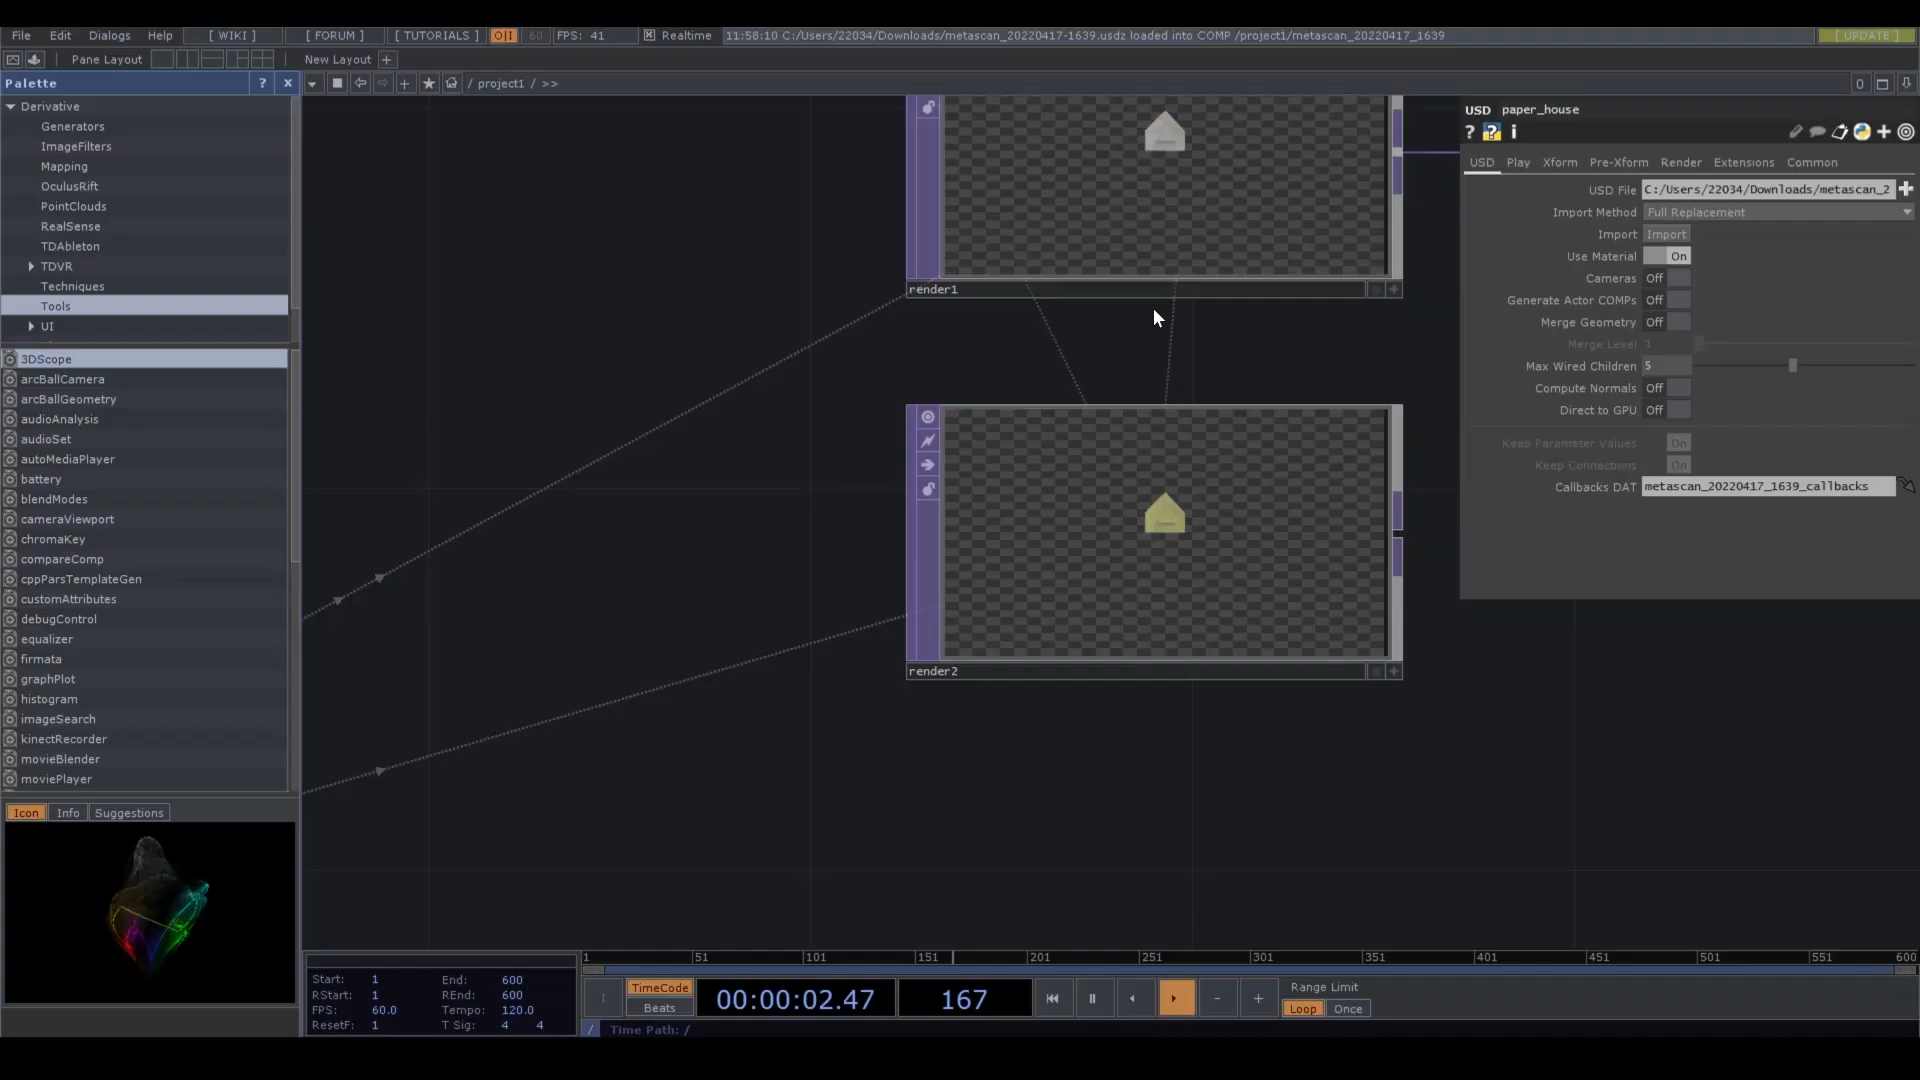 File Edit Dialogs Help [ WIKI ] [ FORUM ] [ TUTORIALS ] O|I 60 FPS: 41 Realtime 11:58:10 C:/Users/22034/Downloads/metascan_20220417-1639.usdz loaded into COMP /project1/metascan_20220417_1639 [ UPDATE ]
Pane Layout New Layout +
Palette ? x / project1 / >> 0
Derivative
Generators
ImageFilters
Mapping
OculusRift
PointClouds
RealSense
TDAbleton
TDVR
Techniques
Tools
UI
3DScope
arcBallCamera
arcBallGeometry
audioAnalysis
audioSet
autoMediaPlayer
battery
blendModes
cameraViewport
chromaKey
compareComp
cppParsTemplateGen
customAttributes
debugControl
equalizer
firmata
graphPlot
histogram
imageSearch
kinectRecorder
movieBlender
moviePlayer
Icon Info Suggestions
render1
render2
USD paper_house
? ? i
USD Play Xform Pre-Xform Render Extensions Common
USD File C:/Users/22034/Downloads/metascan_2
Import Method Full Replacement
Import Import
Use Material On
Cameras Off
Generate Actor COMPs Off
Merge Geometry Off
Merge Level 1
Max Wired Children 5
Compute Normals Off
Direct to GPU Off
Keep Parameter Values On
Keep Connections On
Callbacks DAT metascan_20220417_1639_callbacks
1 51 101 151 201 251 301 351 401 451 501 551 600
Start: 1 End: 600
RStart: 1 REnd: 600
FPS: 60.0 Tempo: 120.0
ResetF: 1 T Sig: 4 4
TimeCode
Beats
00:00:02.47 167
- +
Range Limit
Loop Once
/ Time Path: /